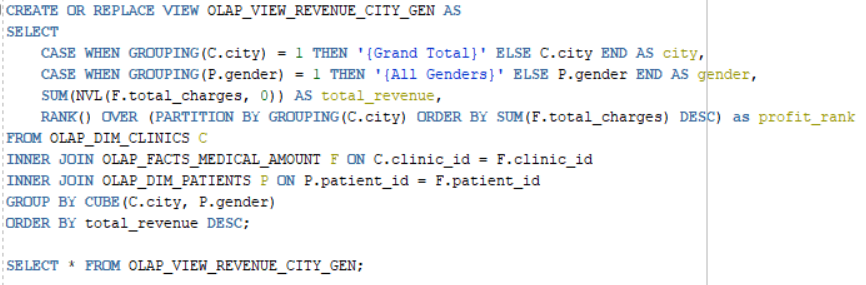 CREATE OR REPLACE VIEW OLAP_VIEW_REVENUE_CITY_GEN AS
SELECT
    CASE WHEN GROUPING(C.city) = 1 THEN '{Grand Total}' ELSE C.city END AS city,
    CASE WHEN GROUPING(P.gender) = 1 THEN '{All Genders}' ELSE P.gender END AS gender,
    SUM(NVL(F.total_charges, 0)) AS total_revenue,
    RANK() OVER (PARTITION BY GROUPING(C.city) ORDER BY SUM(F.total_charges) DESC) as profit_rank
FROM OLAP_DIM_CLINICS C
INNER JOIN OLAP_FACTS_MEDICAL_AMOUNT F ON C.clinic_id = F.clinic_id
INNER JOIN OLAP_DIM_PATIENTS P ON P.patient_id = F.patient_id
GROUP BY CUBE(C.city, P.gender)
ORDER BY total_revenue DESC;

SELECT * FROM OLAP_VIEW_REVENUE_CITY_GEN;